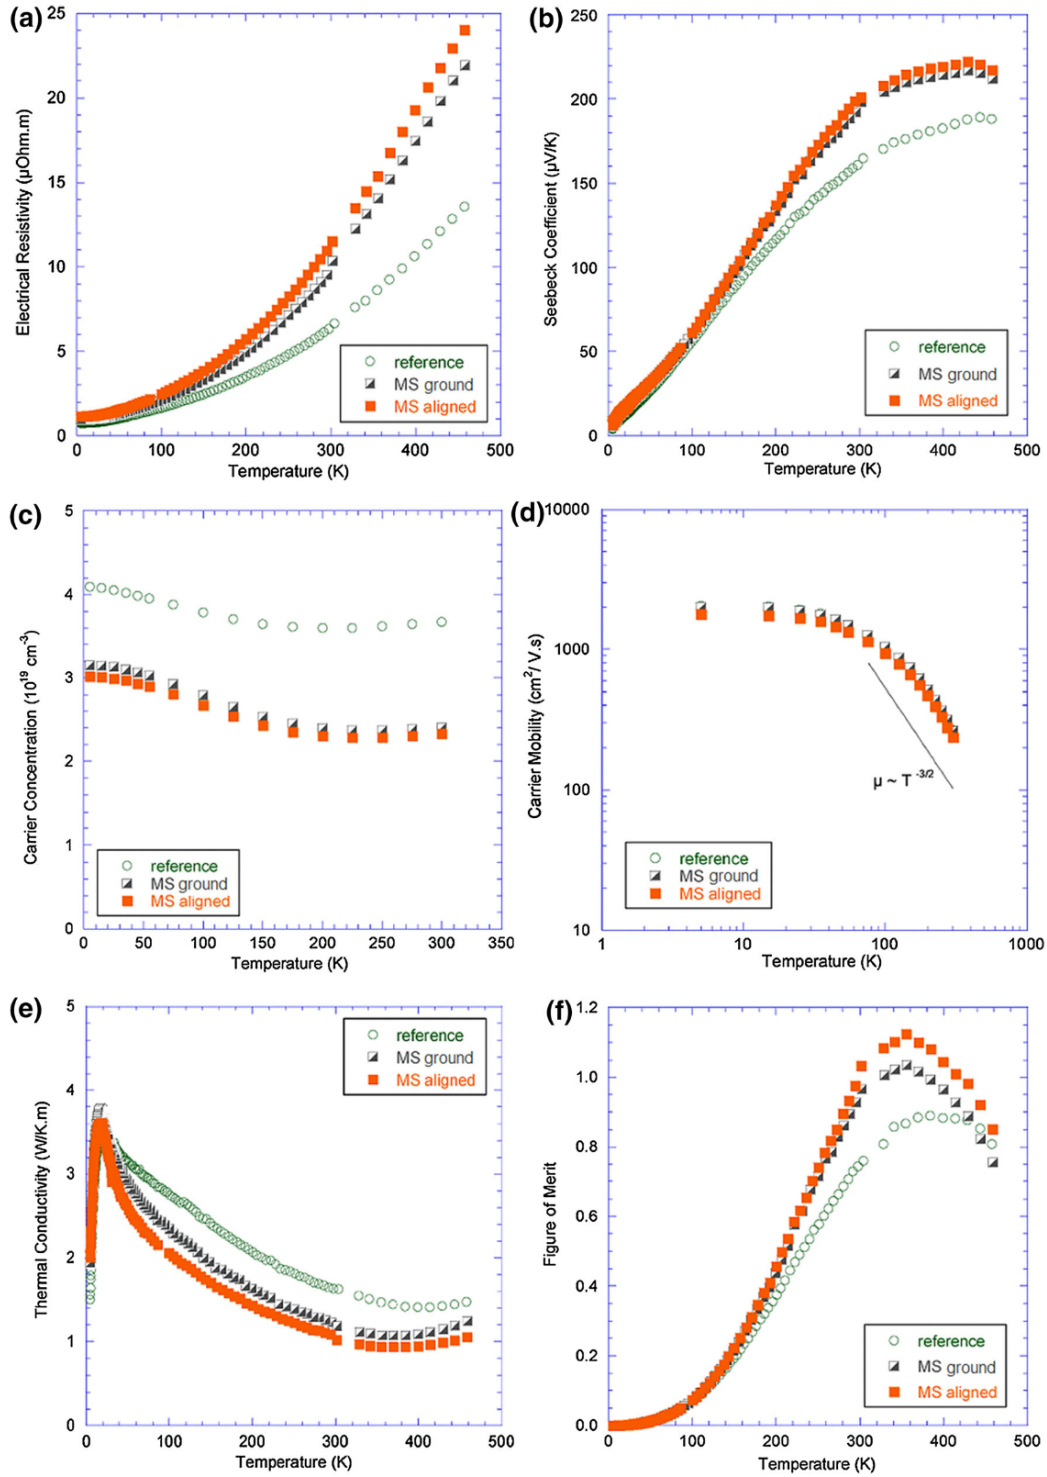 (a)
25
20
15
10
5
0
Electrical Resistivity (µOhm.m)
reference
MS ground
MS aligned
0 100 200 300 400 500
Temperature (K)
(b)
250
200
150
100
50
0
Seebeck Coefficient (µV/K)
reference
MS ground
MS aligned
0 100 200 300 400 500
Temperature (K)
(c)
5
4
3
2
1
0
Carrier Concentration (10¹⁹ cm⁻³)
reference
MS ground
MS aligned
0 50 100 150 200 250 300 350
Temperature (K)
(d)
10000
1000
100
10
Carrier Mobility (cm²/ V.s)
µ ~ T ⁻³/²
reference
MS ground
MS aligned
1 10 100 1000
Temperature (K)
(e)
5
4
3
2
1
0
Thermal Conductivity (W/K.m)
reference
MS ground
MS aligned
0 100 200 300 400 500
Temperature (K)
(f)
1.2
1.0
0.8
0.6
0.4
0.2
0.0
Figure of Merit
reference
MS ground
MS aligned
0 100 200 300 400 500
Temperature (K)